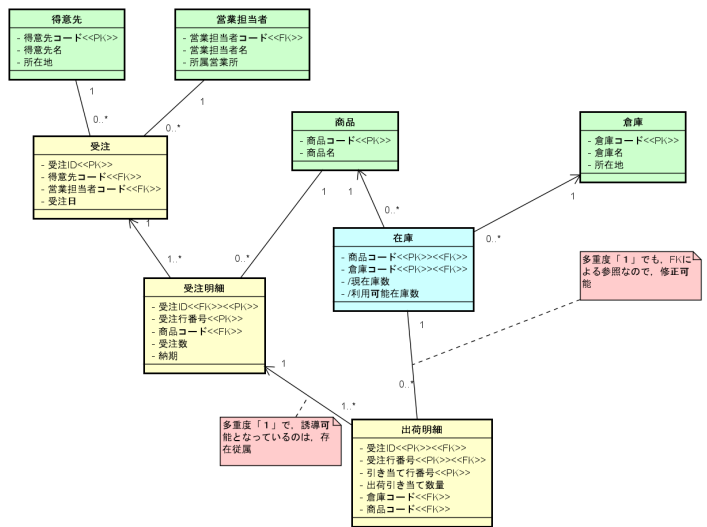 得意先
- 得意先コード<<PK>>
- 得意先名
- 所在地
営業担当者
- 営業担当者コード<<PK>>
- 営業担当者名
- 所属営業所
1
0..*
1
0..*
受注
- 受注ID<<PK>>
- 得意先コード<<FK>>
- 営業担当者コード<<FK>>
- 受注日
商品
- 商品コード<<PK>>
- 商品名
倉庫
- 倉庫コード<<PK>>
- 倉庫名
- 所在地
1
1..*
1
0..*
1
0..*
1
0..*
在庫
- 商品コード<<PK>><<FK>>
- 倉庫コード<<PK>><<FK>>
- /現在庫数
- /利用可能在庫数
多重度「１」でも，FKに
よる参照なので，修正可
能
受注明細
- 受注ID<<FK>><<PK>>
- 受注行番号<<PK>>
- 商品コード<<FK>>
- 受注数
- 納期
1
0..*
1
1..*
多重度「１」で，誘導可
能となっているのは，存
在従属
出荷明細
- 受注ID<<PK>><<FK>>
- 受注行番号<<PK>><<FK>>
- 引き当て行番号<<PK>>
- 出荷引き当て数量
- 倉庫コード<<FK>>
- 商品コード<<FK>>